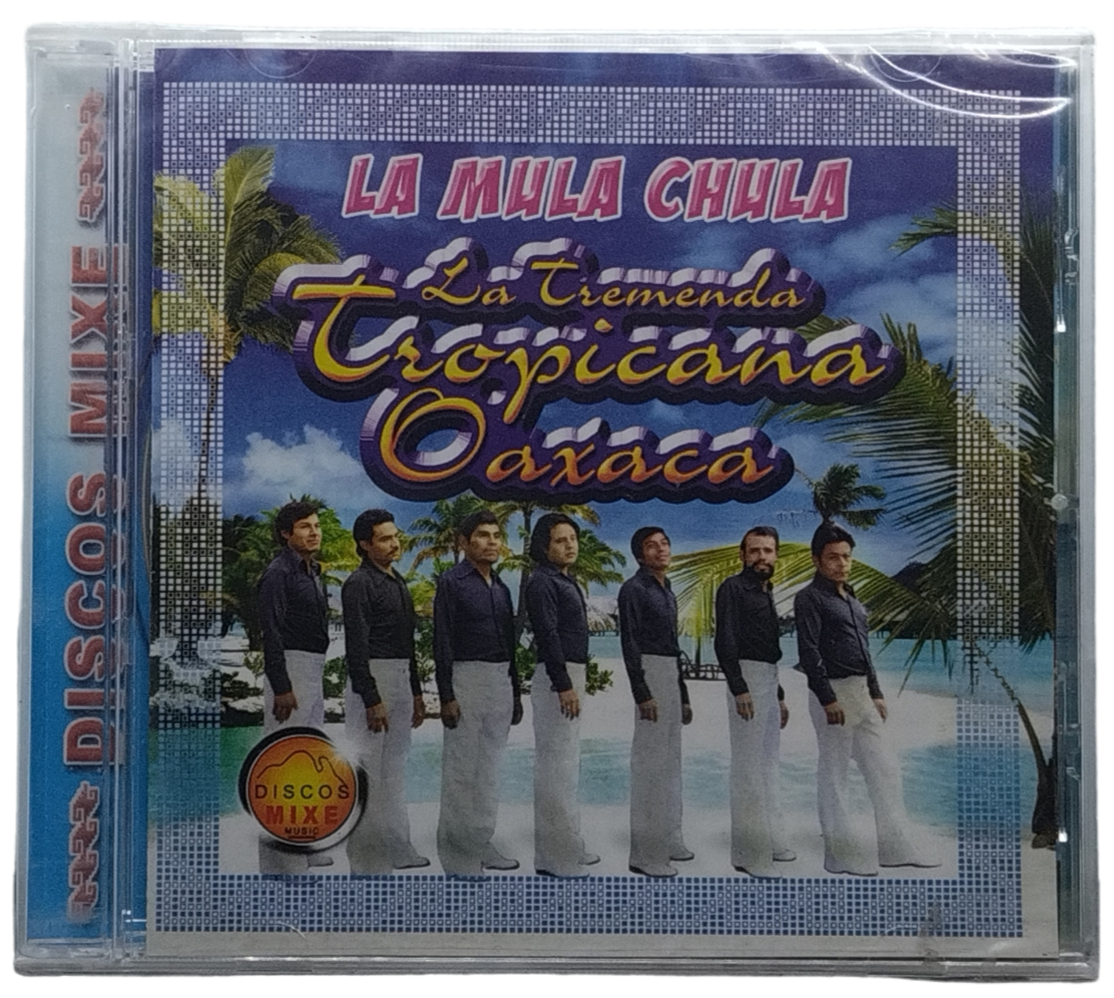 LA MULA CHULA
La Tremenda
Tropicana
Oaxaca
DISCOS
MIXE
MUSIC
DISCOS MIXE